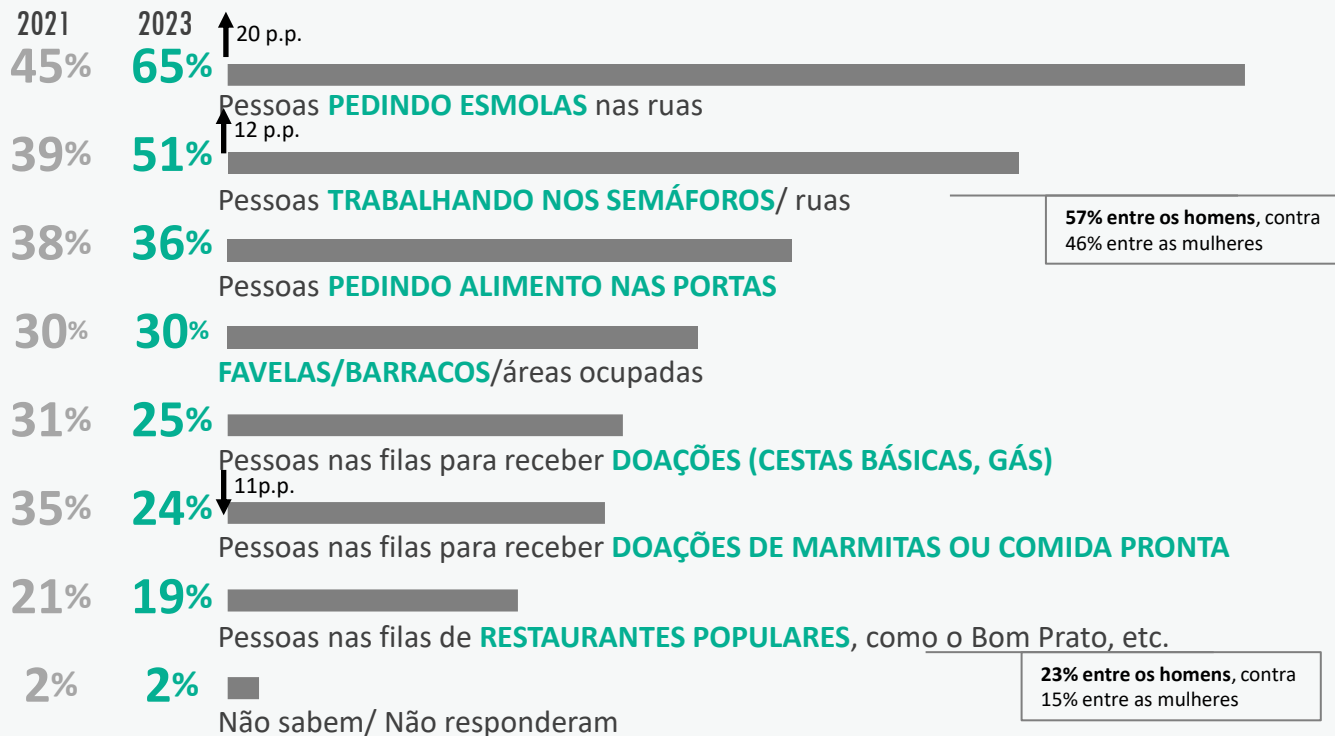 2021 2023
20 p.p.
45% 65%
Pessoas PEDINDO ESMOLAS nas ruas
12 p.p.
39% 51%
Pessoas TRABALHANDO NOS SEMÁFOROS/ ruas
57% entre os homens, contra
46% entre as mulheres
38% 36%
Pessoas PEDINDO ALIMENTO NAS PORTAS
30% 30%
FAVELAS/BARRACOS/áreas ocupadas
31% 25%
Pessoas nas filas para receber DOAÇÕES (CESTAS BÁSICAS, GÁS)
11p.p.
35% 24%
Pessoas nas filas para receber DOAÇÕES DE MARMITAS OU COMIDA PRONTA
21% 19%
Pessoas nas filas de RESTAURANTES POPULARES, como o Bom Prato, etc.
23% entre os homens, contra
15% entre as mulheres
2% 2%
Não sabem/ Não responderam